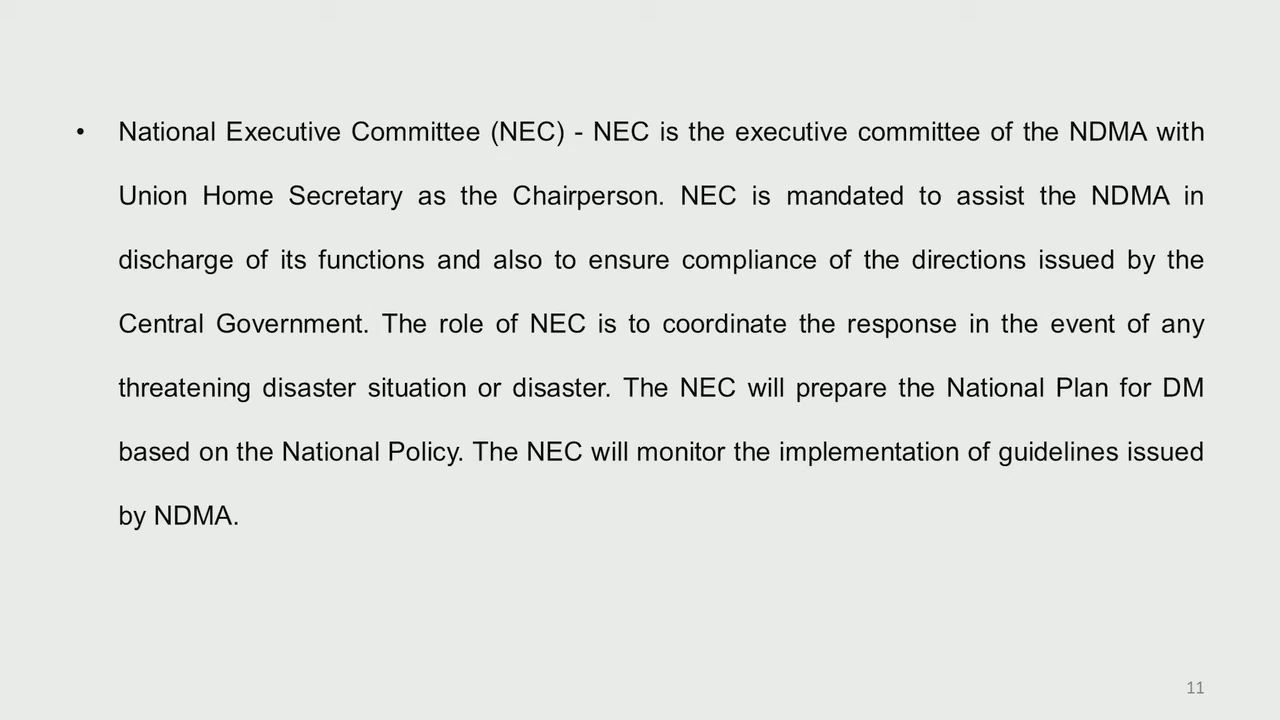 • National Executive Committee (NEC) - NEC is the executive committee of the NDMA with
Union Home Secretary as the Chairperson. NEC is mandated to assist the NDMA in
discharge of its functions and also to ensure compliance of the directions issued by the
Central Government. The role of NEC is to coordinate the response in the event of any
threatening disaster situation or disaster. The NEC will prepare the National Plan for DM
based on the National Policy. The NEC will monitor the implementation of guidelines issued
by NDMA.
11